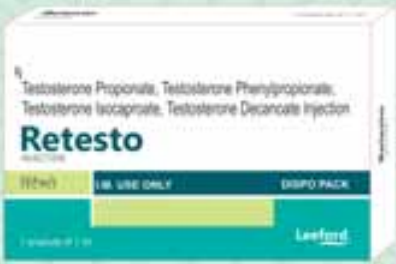 Testosterone Propionate, Testosterone Phenylpropionate,
Testosterone Isocaproate, Testosterone Decanoate Injection
Retesto
INJECTION
I.M. USE ONLY DISPO PACK
Leeford